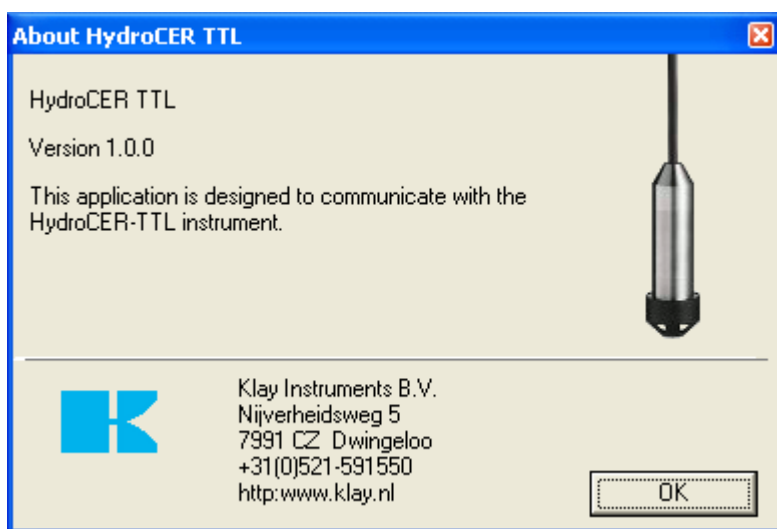 About HydroCER TTL
HydroCER TTL
Version 1.0.0
This application is designed to communicate with the
HydroCER-TTL instrument.
Klay Instruments B.V.
Nijverheidsweg 5
7991 CZ Dwingeloo
+31(0)521-591550
http:www.klay.nl
OK